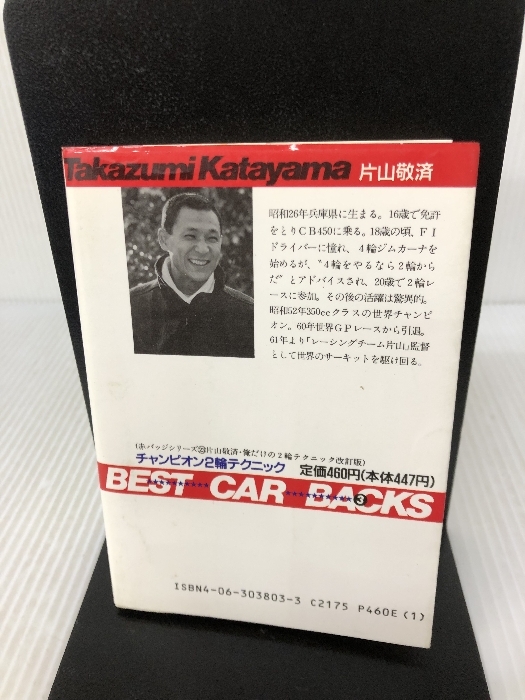 Takazumi Katayama 片山敬済
昭和26年兵庫県に生まる。16歳で免許
をとりCB450に乗る。18歳の頃、F1
ドライバーに憧れ、4輪ジムカーナを
始めるが、〝4輪をやるなら2輪から
だ〟とアドバイスされ、20歳で2輪レ
ースに参加。その後の活躍は驚異的。
昭和52年350ccクラスの世界チャンピ
オン。60年世界GPレースから引退。
61年より「レーシングチーム片山」監督
として世界のサーキットを駆け回る。
(赤バッジシリーズ 片山敬済・俺だけの2輪テクニック改訂版)
チャンピオン2輪テクニック 定価460円(本体447円)
BEST CAR BACKS
3
ISBN4-06-303803-3 C2175 P460E (1)